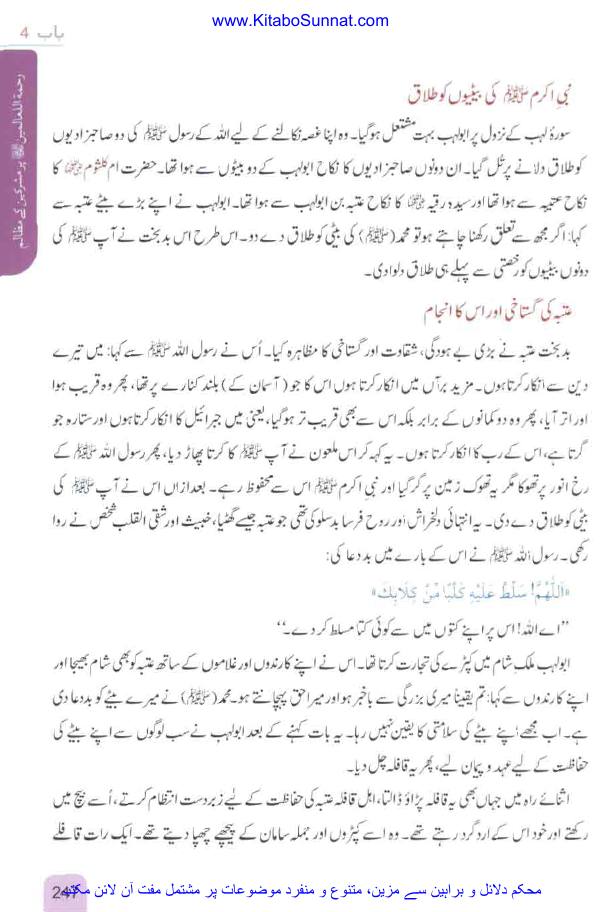 www.KitaboSunnat.com
باب 4
رحمۃ اللعالمین ﷺ پر مشرکین کے مظالم
نبی اکرم ﷺ کی بیٹیوں کو طلاق
سورۂ لہب کے نزول پر ابولہب بہت مشتعل ہوگیا۔ وہ اپنا غصہ نکالنے کے لیے اللہ کے رسول ﷺ کی دو صاحبزادیوں
کو طلاق دلانے پر تُل گیا۔ ان دونوں صاحبزادیوں کا نکاح ابولہب کے دو بیٹوں سے ہوا تھا۔ حضرت ام کلثوم رضی اللہ عنہا کا
نکاح عتیبہ سے ہوا تھا اور سیدہ رقیہ رضی اللہ عنہا کا نکاح عتبہ بن ابولہب سے ہوا تھا۔ ابولہب نے اپنے بڑے بیٹے عتبہ سے
کہا: اگر مجھ سے تعلق رکھنا چاہتے ہو تو محمد (ﷺ) کی بیٹی کو طلاق دے دو۔ اس طرح اس بدبخت نے آپ ﷺ کی
دونوں بیٹیوں کو رخصتی سے پہلے ہی طلاق دلوا دی۔
عتبہ کی گستاخی اور اس کا انجام
بدبخت عتبہ نے بڑی بے ہودگی، شقاوت اور گستاخی کا مظاہرہ کیا۔ اُس نے رسول اللہ ﷺ سے کہا: میں تیرے
دین سے انکار کرتا ہوں۔ مزید برآں میں انکار کرتا ہوں اس کا جو (آسمان کے) بلند کنارے پر تھا، پھر وہ قریب ہوا
اور اتر آیا، پھر وہ دو کمانوں کے برابر بلکہ اس سے بھی قریب تر ہوگیا، یعنی میں جبرائیل کا انکار کرتا ہوں اور ستارہ جو
گرتا ہے، اس کے رب کا انکار کرتا ہوں۔ یہ کہہ کر اس ملعون نے آپ ﷺ کا کرتا پھاڑ دیا، پھر رسول اللہ ﷺ کے
رخ انور پر تھوکا مگر یہ تھوک زمین پر گر گیا اور نبی اکرم ﷺ اس سے محفوظ رہے۔ بعد ازاں اس نے آپ ﷺ کی
بیٹی کو طلاق دے دی۔ یہ انتہائی دلخراش اور روح فرسا بدسلوکی تھی جو عتبہ جیسے گھٹیا، خبیث اور شقی القلب شخص نے روا
رکھی۔ رسول اللہ ﷺ نے اس کے بارے میں بددعا کی:
«اَللّٰهُمَّ! سَلِّطْ عَلَيْهِ كَلْبًا مِّنْ كِلَابِكَ»
’’اے اللہ! اس پر اپنے کتوں میں سے کوئی کتا مسلط کر دے۔‘‘
ابولہب ملک شام میں کپڑے کی تجارت کرتا تھا۔ اس نے اپنے کارندوں اور غلاموں کے ساتھ عتبہ کو بھی شام بھیجا اور
اپنے کارندوں سے کہا: تم یقیناً میری بزرگی سے باخبر ہو اور میرا حق پہچانتے ہو۔ محمد (ﷺ) نے میرے بیٹے کو بددعا دی
ہے۔ اب مجھے اپنے بیٹے کی سلامتی کا یقین نہیں رہا۔ یہ بات کہنے کے بعد ابولہب نے سب لوگوں سے اپنے بیٹے کی
حفاظت کے لیے عہد و پیمان لیے، پھر یہ قافلہ چل دیا۔
اثنائے راہ میں جہاں بھی یہ قافلہ پڑاؤ ڈالتا، اہل قافلہ عتبہ کی حفاظت کے لیے زبردست انتظام کرتے، اُسے بیچ میں
رکھتے اور خود اس کے ارد گرد رہتے تھے۔ وہ اسے کپڑوں اور جملہ سامان کے پیچھے چھپا دیتے تھے۔ ایک رات قافلے
247
محکم دلائل و براہین سے مزین، متنوع و منفرد موضوعات پر مشتمل مفت آن لائن مکتبہ